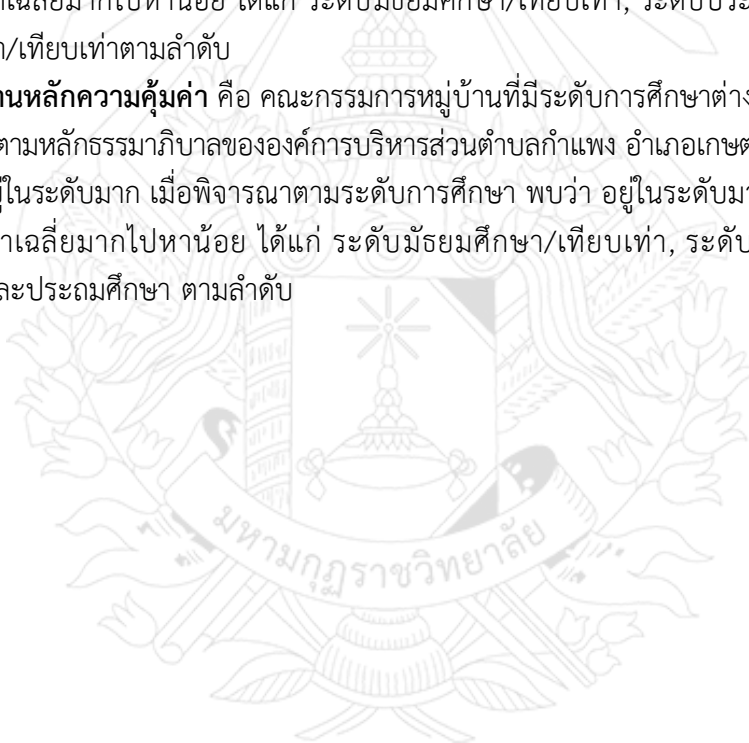 าเฉลี่ยมากไปหาน้อย ได้แก่ ระดับมัธยมศึกษา/เทียบเท่า, ระดับประ
า/เทียบเท่าตามลำดับ
านหลักความคุ้มค่า คือ คณะกรรมการหมู่บ้านที่มีระดับการศึกษาต่าง
ตามหลักธรรมาภิบาลขององค์การบริหารส่วนตำบลกำแพง อำเภอเกษต
ู่ในระดับมาก เมื่อพิจารณาตามระดับการศึกษา พบว่า อยู่ในระดับมา
าเฉลี่ยมากไปหาน้อย ได้แก่ ระดับมัธยมศึกษา/เทียบเท่า, ระดับ
ละประถมศึกษา ตามลำดับ
มหามกุฏราชวิทยาลัย